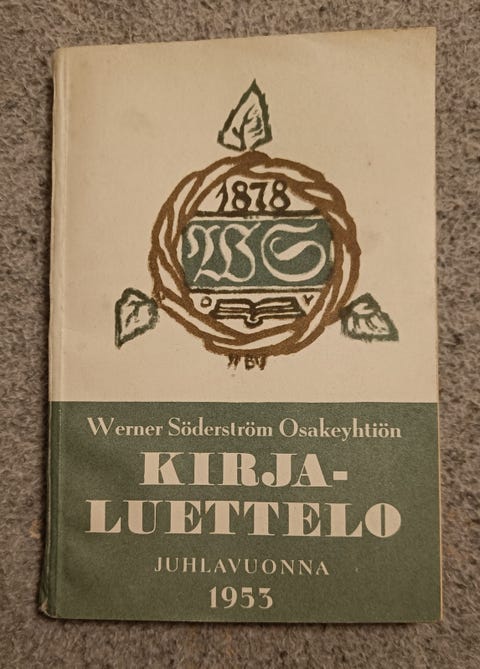 1878
WS
O Y
Werner Söderström Osakeyhtiön
KIRJA-
LUETTELO
JUHLAVUONNA
1953